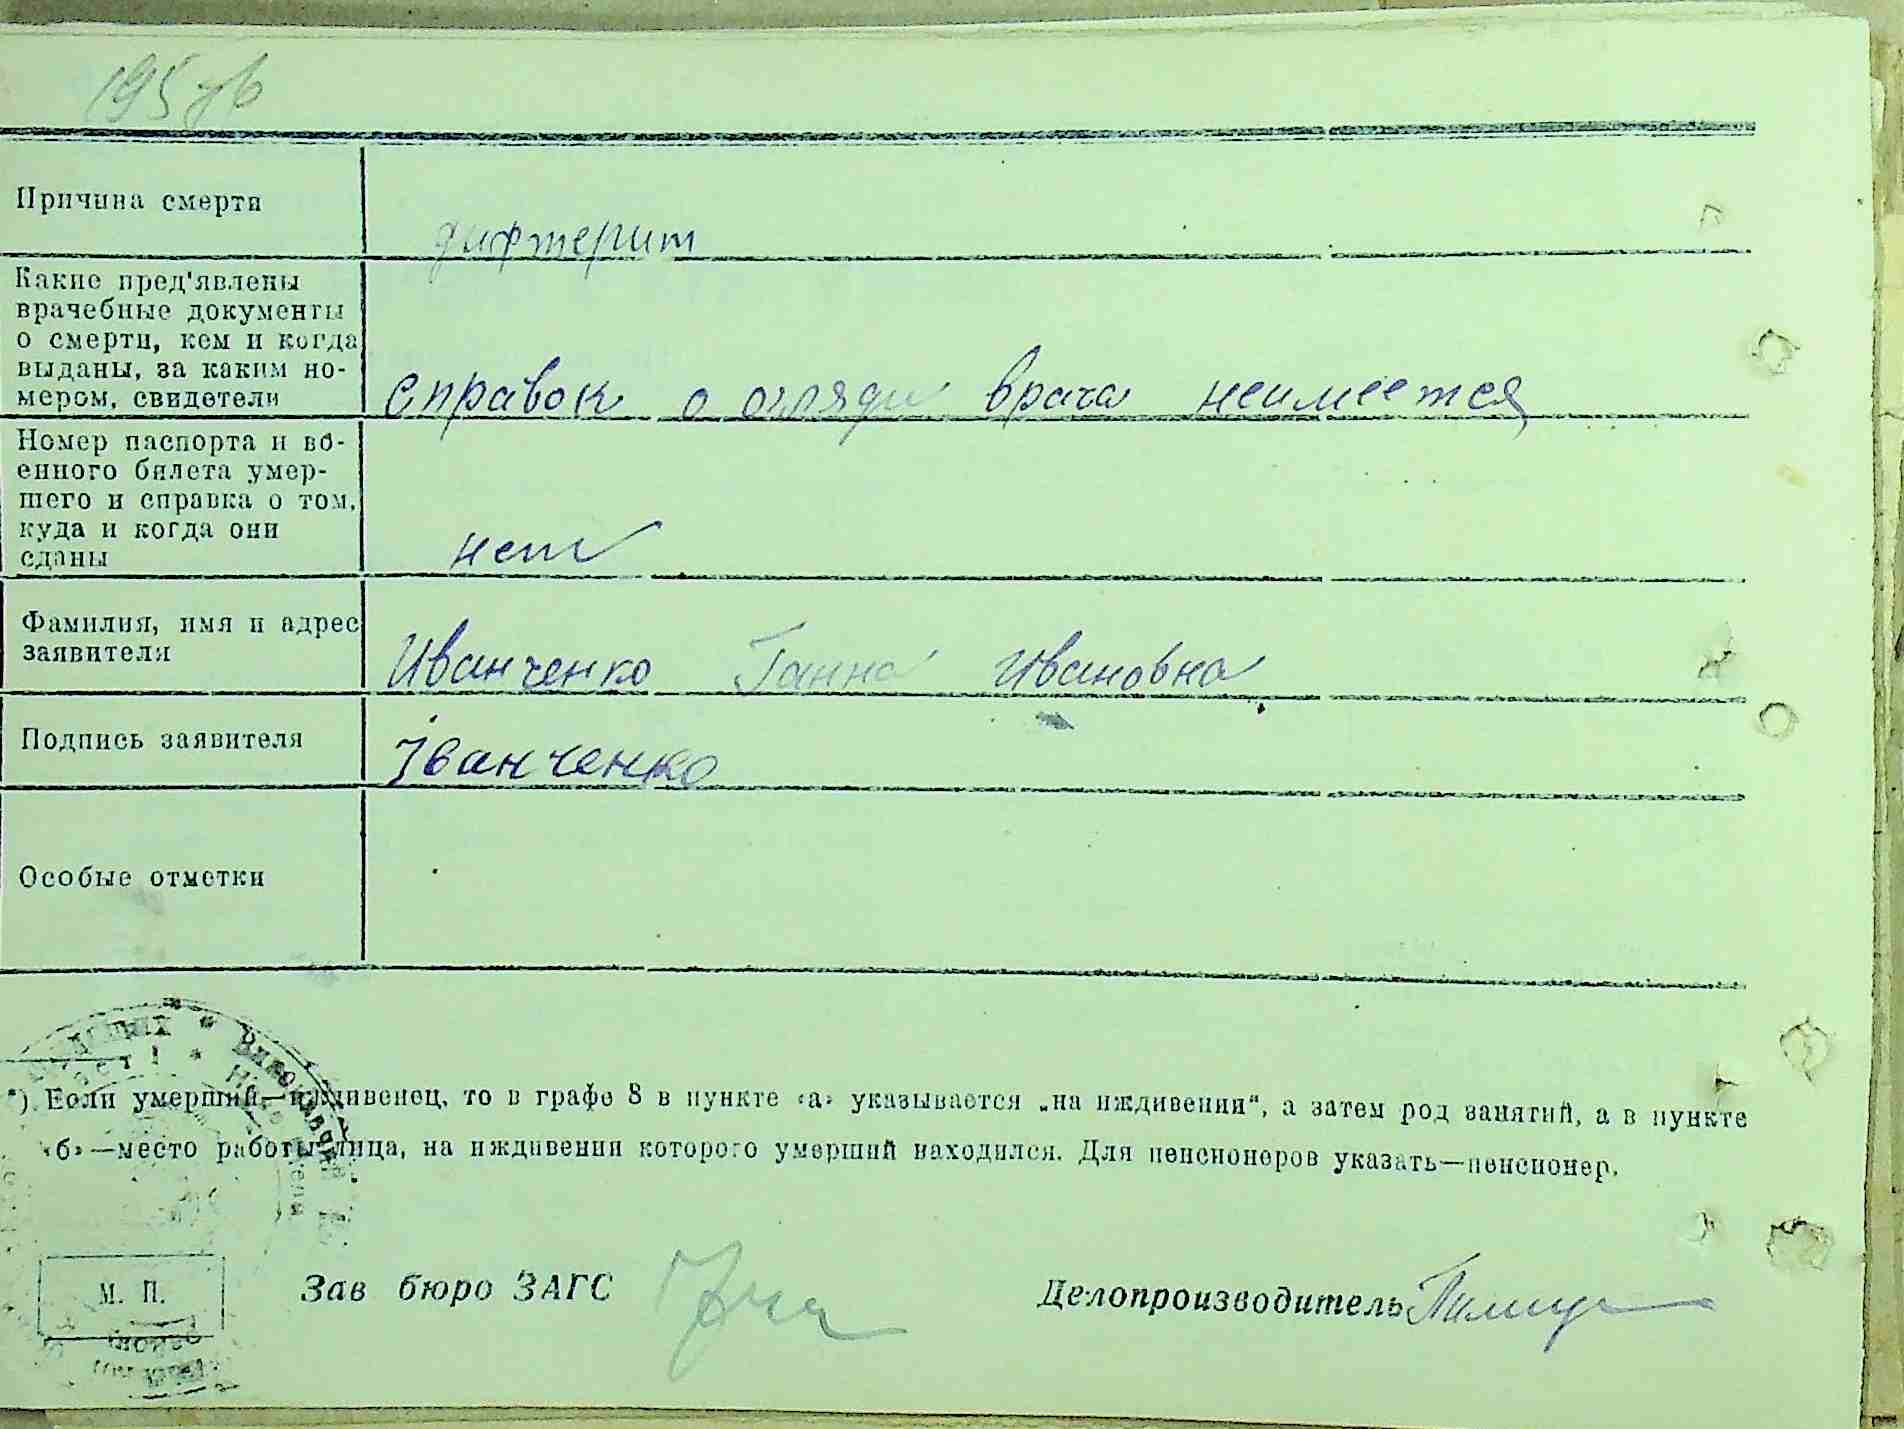 195 зв
Причина смерти
дифтерит
Какие пред'явлены
врачебные документы
о смерти, кем и когда
выданы, за каким но-
мером, свидетели
справок о огляди врача неимеется
Номер паспорта и во-
енного билета умер-
шего и справка о том,
куда и когда они
сданы
нет
Фамилия, имя и адрес
заявителя
Иванченко Ганна Ивановна
Подпись заявителя
Іванченко
Особые отметки
*) Если умерший—иждивенец, то в графе 8 в пункте «а» указывается „на иждивении“, а затем род занятий, а в пункте
«б»—место работы лица, на иждивении которого умерший находился. Для пенсионеров указать—пенсионер.
М. П.
Зав бюро ЗАГС
Делопроизводитель